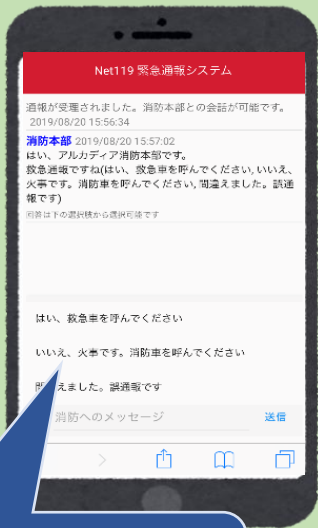 Net119 緊急通報システム
通報が受理されました。消防本部との会話が可能です。
2019/08/20 15:56:34
消防本部 2019/08/20 15:57:02
はい、アルカディア消防本部です。
救急通報ですね(はい、救急車を呼んでください, いいえ、
火事です。消防車を呼んでください, 間違えました。誤通
報です)
回答は下の選択肢から選択可能です
はい、救急車を呼んでください
いいえ、火事です。消防車を呼んでください
えました。誤通報です
消防へのメッセージ
送信